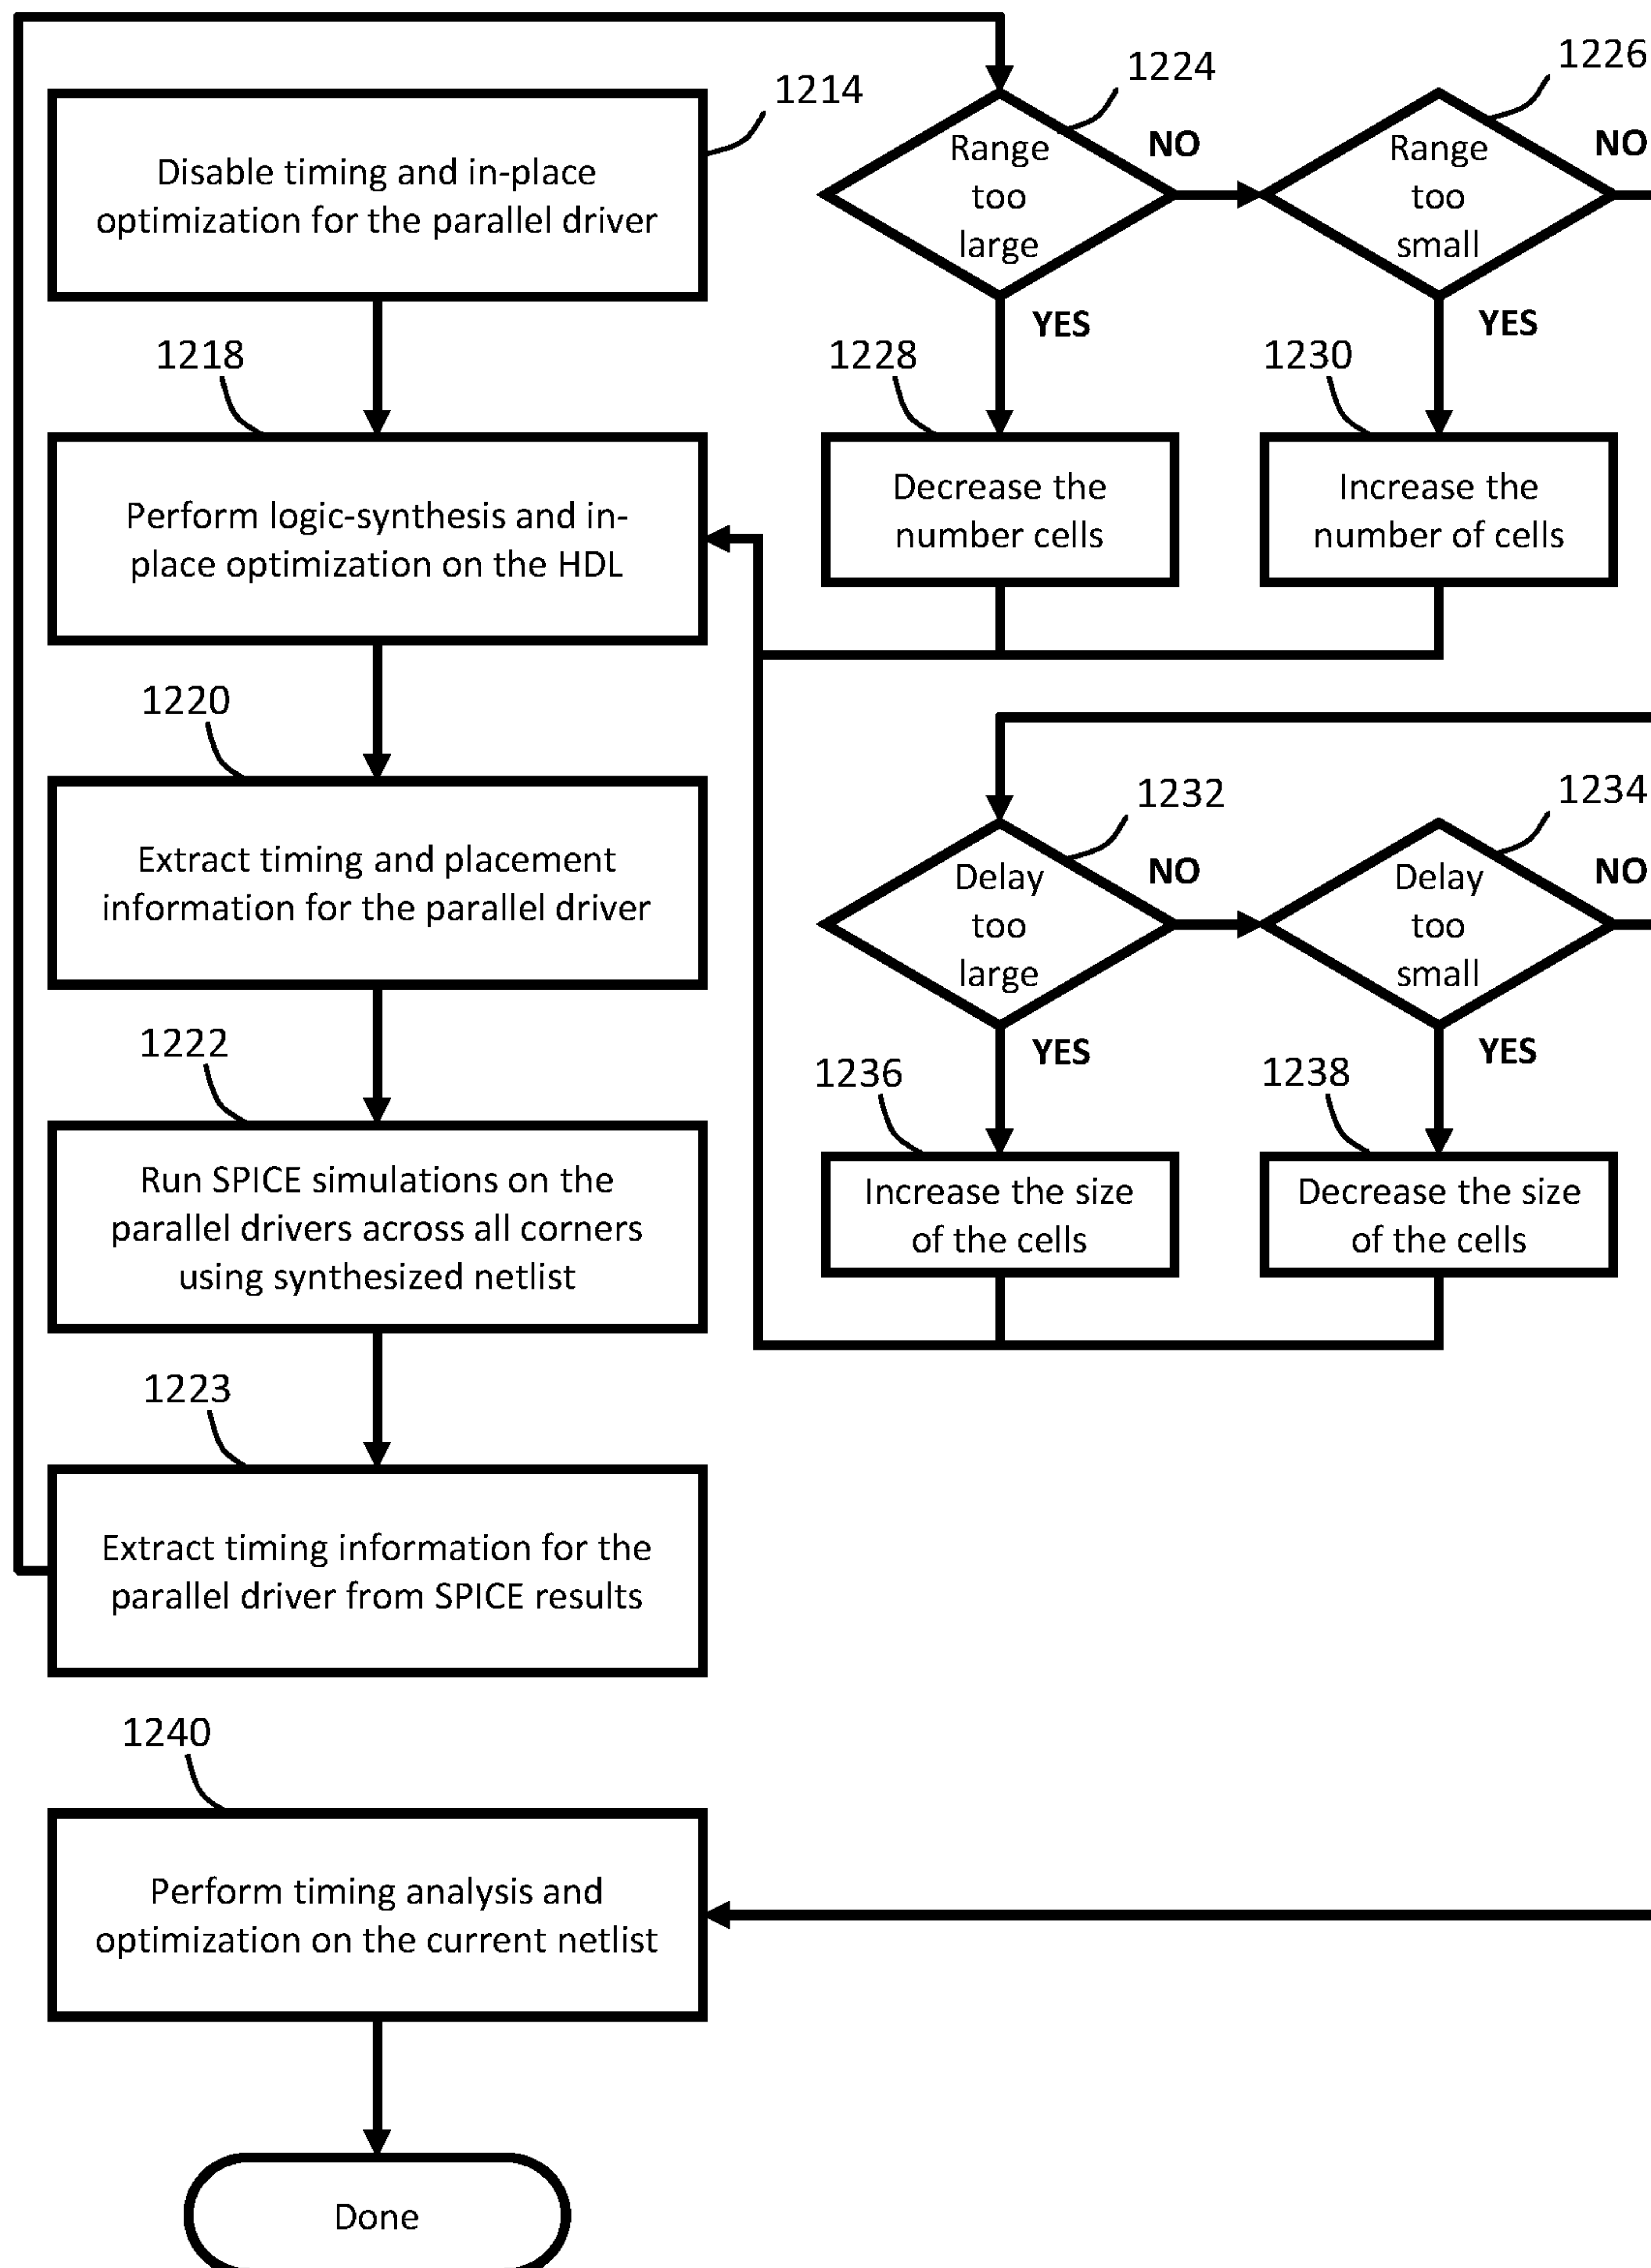 1214
Disable timing and in-place
optimization for the parallel driver
1218
Perform logic-synthesis and in-
place optimization on the HDL
1220
Extract timing and placement
information for the parallel driver
1222
Run SPICE simulations on the
parallel drivers across all corners
using synthesized netlist
1223
Extract timing information for the
parallel driver from SPICE results
1224
Range
too
large
NO
YES
1226
Range
too
small
NO
YES
1228
Decrease the
number cells
1230
Increase the
number of cells
1232
Delay
too
large
NO
YES
1234
Delay
too
small
NO
YES
1236
Increase the size
of the cells
1238
Decrease the size
of the cells
1240
Perform timing analysis and
optimization on the current netlist
Done